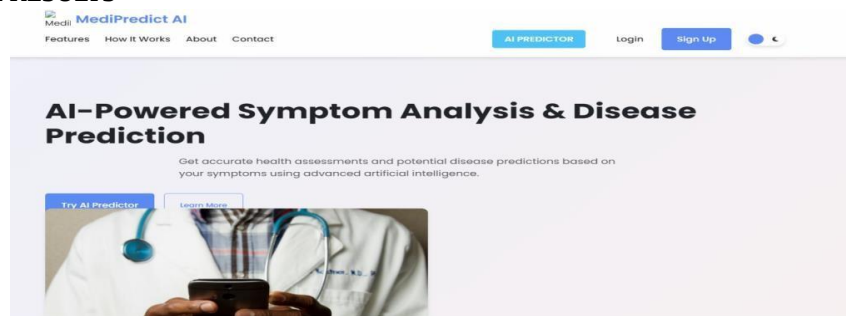 Medi
MediPredict AI
Features How It Works About Contact
AI PREDICTOR
Login
Sign Up
AI-Powered Symptom Analysis & Disease
Prediction
Get accurate health assessments and potential disease predictions based on
your symptoms using advanced artificial intelligence.
Try AI Predictor
Learn More